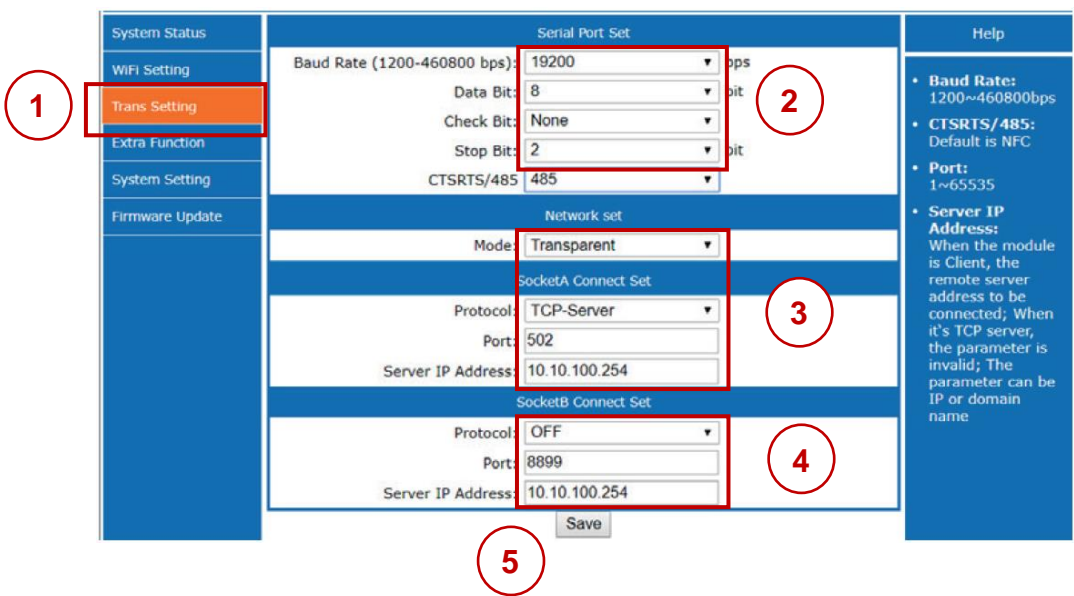 System Status
WiFi Setting
Trans Setting
Extra Function
System Setting
Firmware Update
1
Serial Port Set
Baud Rate (1200-460800 bps): 19200 bps
Data Bit: 8 bit
Check Bit: None
Stop Bit: 2 bit
CTSRTS/485 485
2
Network set
Mode: Transparent
SocketA Connect Set
Protocol: TCP-Server
Port: 502
Server IP Address: 10.10.100.254
3
SocketB Connect Set
Protocol: OFF
Port: 8899
Server IP Address: 10.10.100.254
4
Save
5
Help
• Baud Rate:
1200~460800bps
• CTSRTS/485:
Default is NFC
• Port:
1~65535
• Server IP
Address:
When the module
is Client, the
remote server
address to be
connected; When
it's TCP server,
the parameter is
invalid; The
parameter can be
IP or domain
name